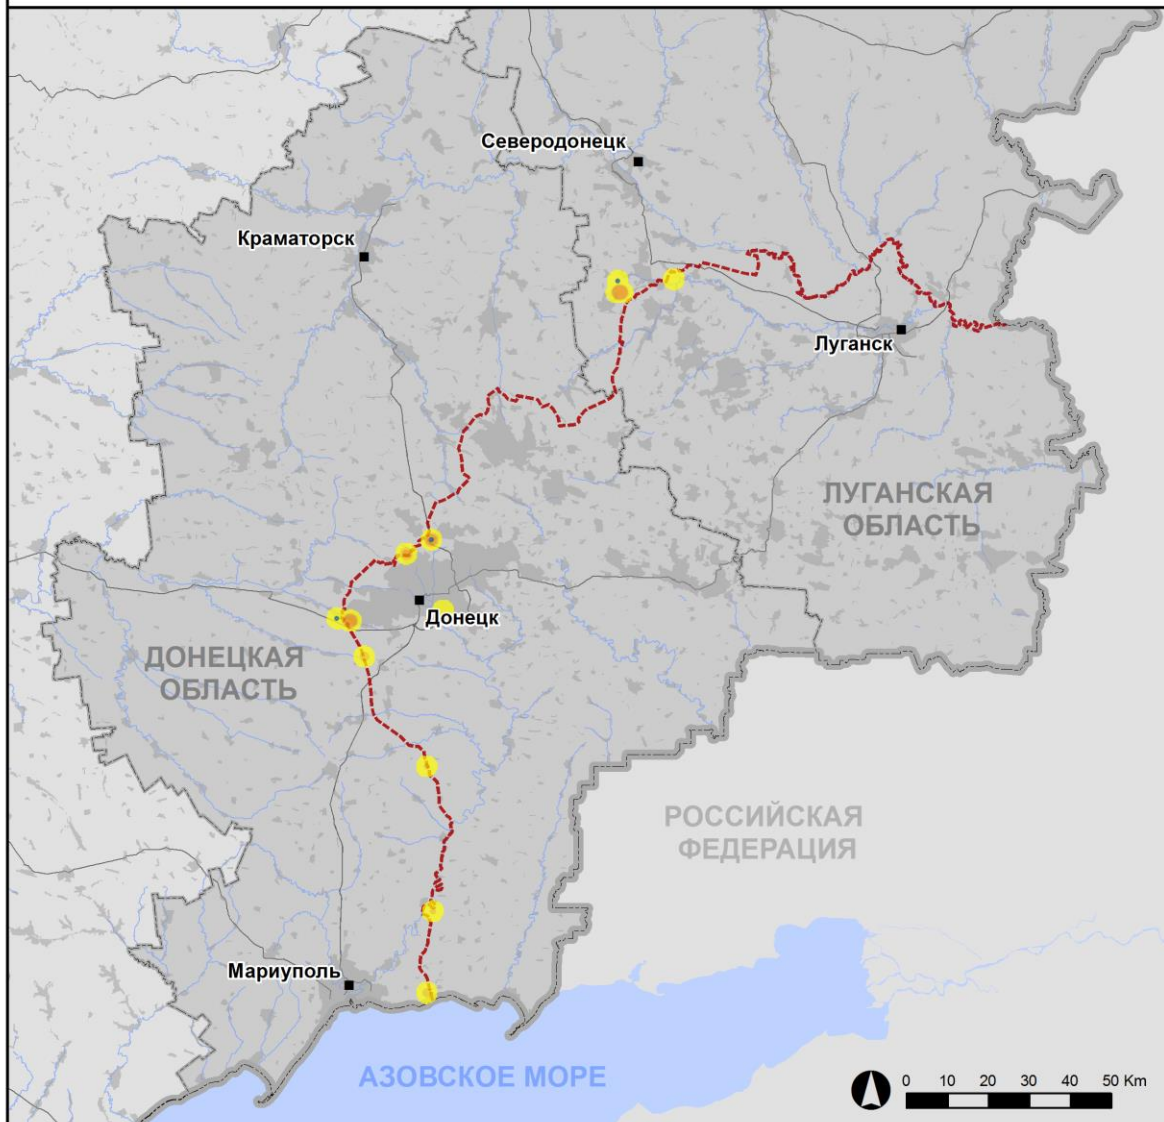 Северодонецк
Краматорск
Луганск
ЛУГАНСКАЯ
ОБЛАСТЬ
Донецк
ДОНЕЦКАЯ
ОБЛАСТЬ
РОССИЙСКАЯ
ФЕДЕРАЦИЯ
Мариуполь
АЗОВСКОЕ МОРЕ
0 10 20 30 40 50 Km